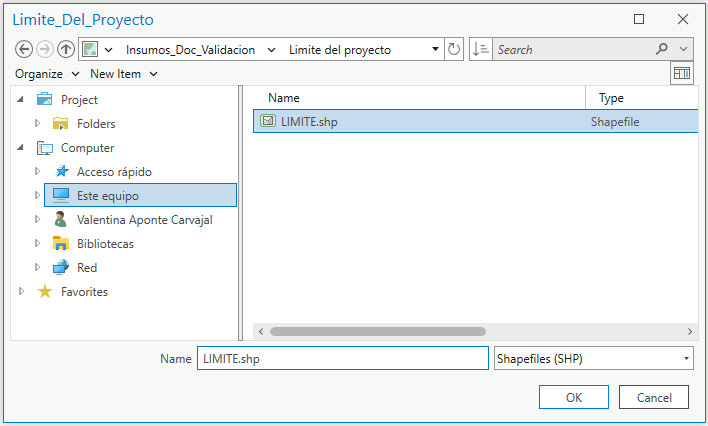 Limite_Del_Proyecto
Insumos_Doc_Validacion Limite del proyecto Search
Organize New Item
Project
Folders
Computer
Acceso rápido
Este equipo
Valentina Aponte Carvajal
Bibliotecas
Red
Favorites
Name Type
LIMITE.shp Shapefile
Name LIMITE.shp Shapefiles (SHP)
OK Cancel